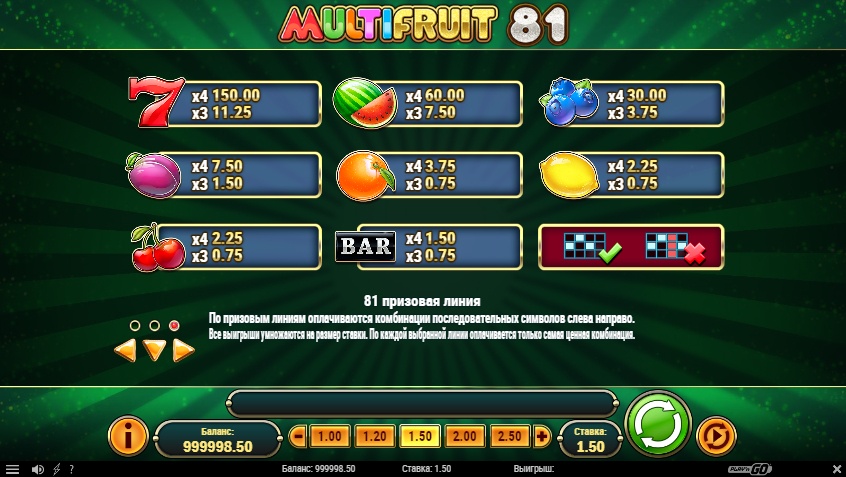 MULTIFRUIT 81
7
x4 150.00
x3 11.25
x4 60.00
x3 7.50
x4 30.00
x3 3.75
x4 7.50
x3 1.50
x4 3.75
x3 0.75
x4 2.25
x3 0.75
x4 2.25
x3 0.75
BAR
x4 1.50
x3 0.75
81 призовая линия
По призовым линиям оплачиваются комбинации последовательных символов слева направо.
Все выигрыши умножаются на размер ставки. По каждой выбранной линии оплачивается только самая ценная комбинация.
i
Баланс:
999998.50
- 1.00 1.20 1.50 2.00 2.50 +
Ставка:
1.50
? Баланс: 999998.50 Ставка: 1.50 Выигрыш: PLAY'N GO